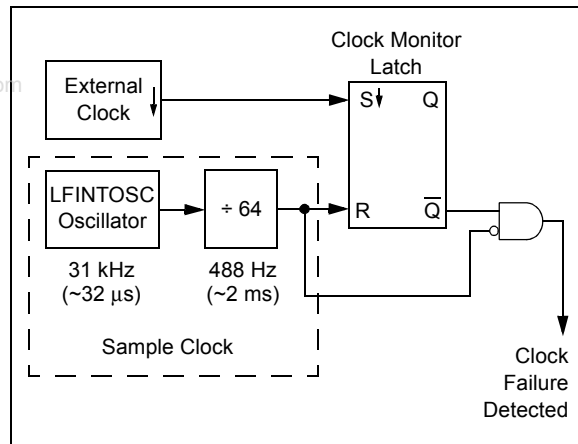 Clock Monitor
Latch
om
External
Clock
S
Q
LFINTOSC
Oscillator
÷ 64
R
Q̅
31 kHz
(~32 µs)
488 Hz
(~2 ms)
Sample Clock
Clock
Failure
Detected